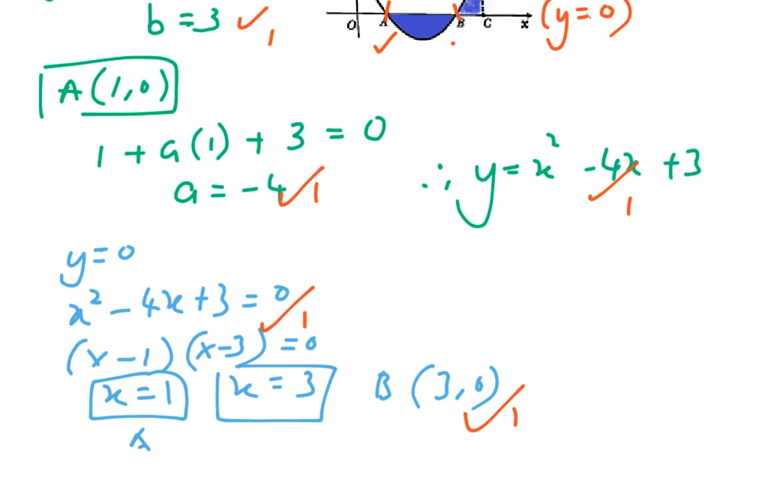 b = 3 ✓1
O A B C x (y=0)
A(1,0)
1 + a(1) + 3 = 0
a = -4 ✓1
∴ y = x² - 4x + 3
✓1
y = 0
x² - 4x + 3 = 0 ✓1
(x-1)(x-3) = 0
x = 1 x = 3 B (3,0) ✓1
A